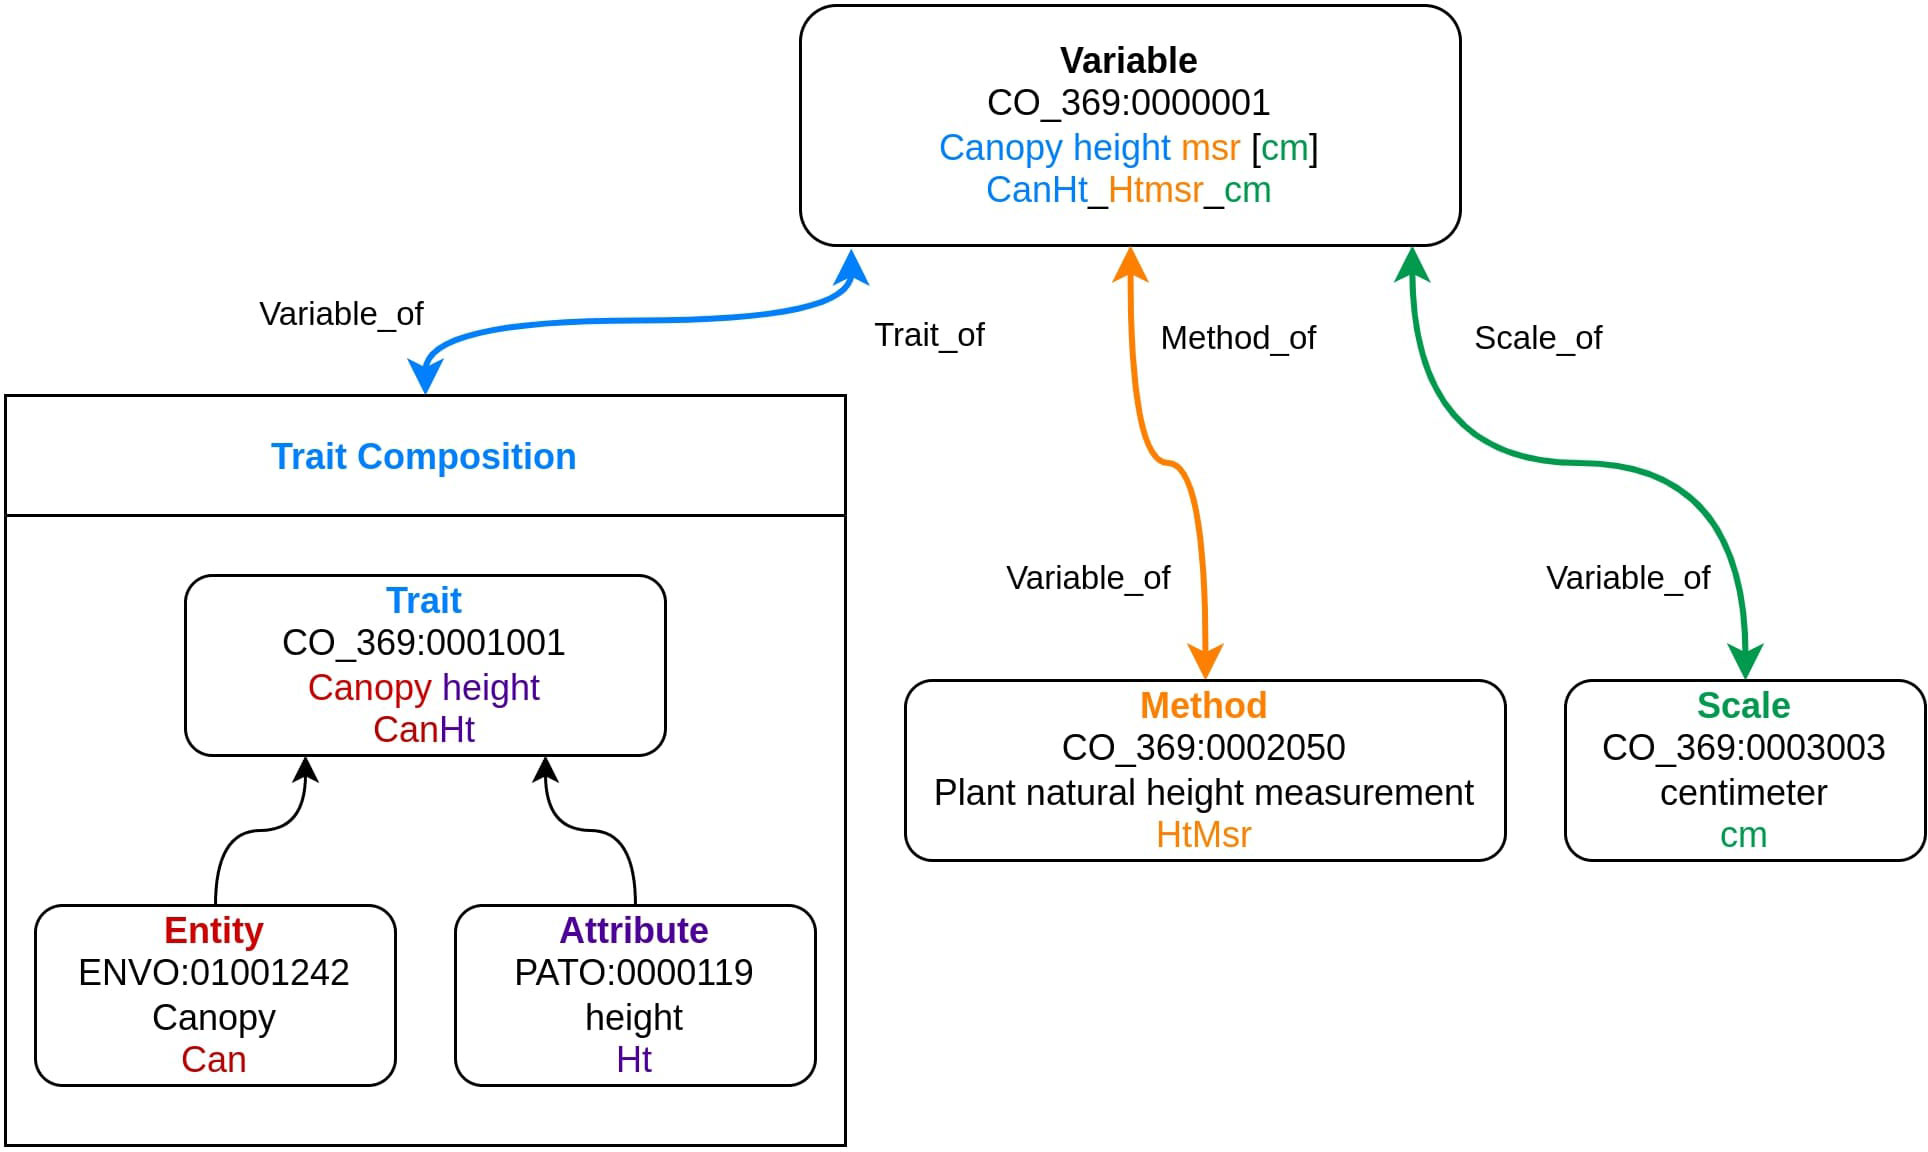 Variable
CO_369:0000001
Canopy height msr [cm]
CanHt_Htmsr_cm
Variable_of
Trait_of
Method_of
Scale_of
Trait Composition
Trait
CO_369:0001001
Canopy height
CanHt
Variable_of
Variable_of
Method
CO_369:0002050
Plant natural height measurement
HtMsr
Scale
CO_369:0003003
centimeter
cm
Entity
ENVO:01001242
Canopy
Can
Attribute
PATO:0000119
height
Ht